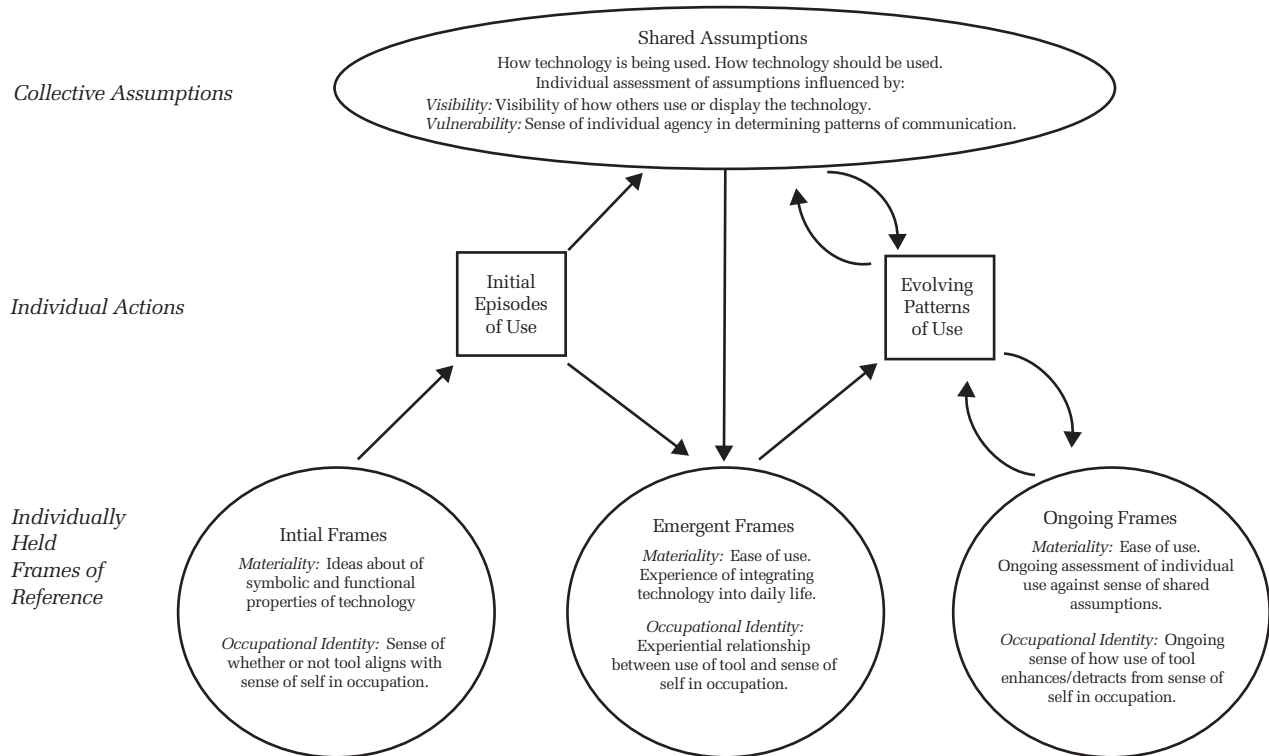 Shared Assumptions
How technology is being used. How technology should be used.
Individual assessment of assumptions influenced by:
Visibility: Visibility of how others use or display the technology.
Vulnerability: Sense of individual agency in determining patterns of communication.
Collective Assumptions
Individual Actions
Initial
Episodes
of Use
Evolving
Patterns
of Use
Individually
Held
Frames of
Reference
Intial Frames
Materiality: Ideas about of
symbolic and functional
properties of technology
Occupational Identity: Sense of
whether or not tool aligns with
sense of self in occupation.
Emergent Frames
Materiality: Ease of use.
Experience of integrating
technology into daily life.
Occupational Identity:
Experiential relationship
between use of tool and sense of
self in occupation.
Ongoing Frames
Materiality: Ease of use.
Ongoing assessment of individual
use against sense of shared
assumptions.
Occupational Identity: Ongoing
sense of how use of tool
enhances/detracts from sense of
self in occupation.